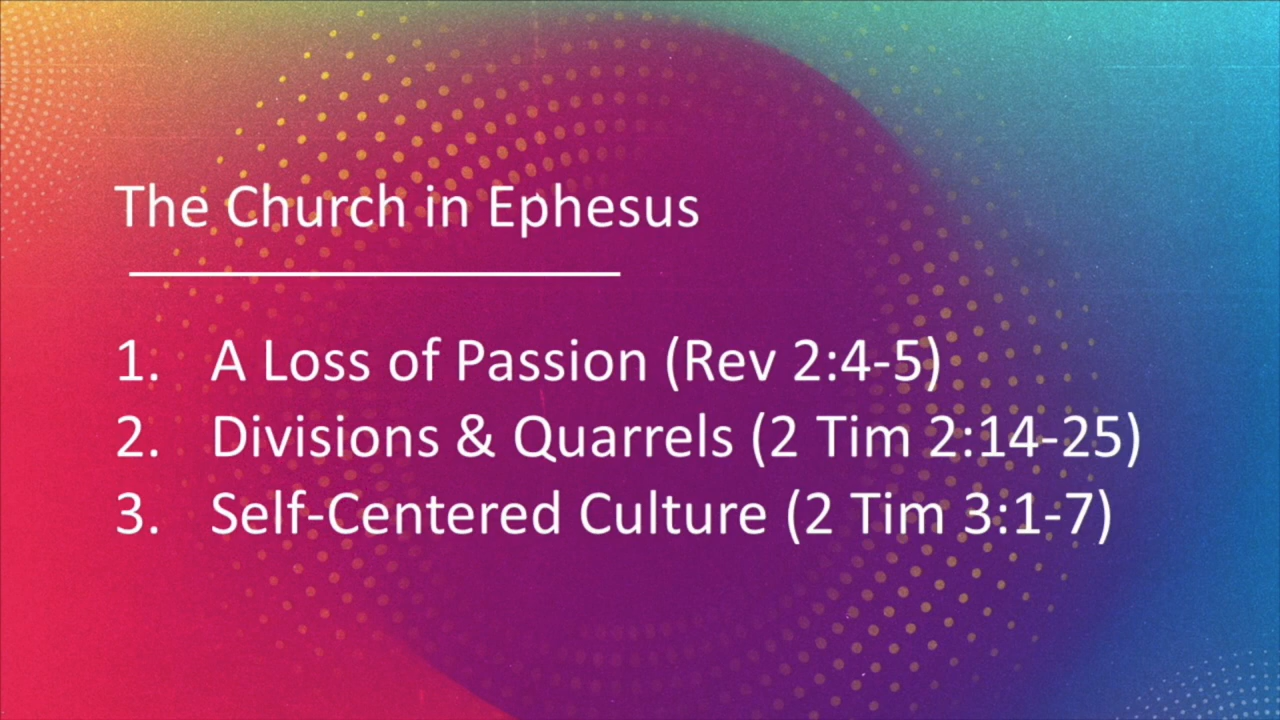 The Church in Ephesus
1. A Loss of Passion (Rev 2:4-5)
2. Divisions & Quarrels (2 Tim 2:14-25)
3. Self-Centered Culture (2 Tim 3:1-7)